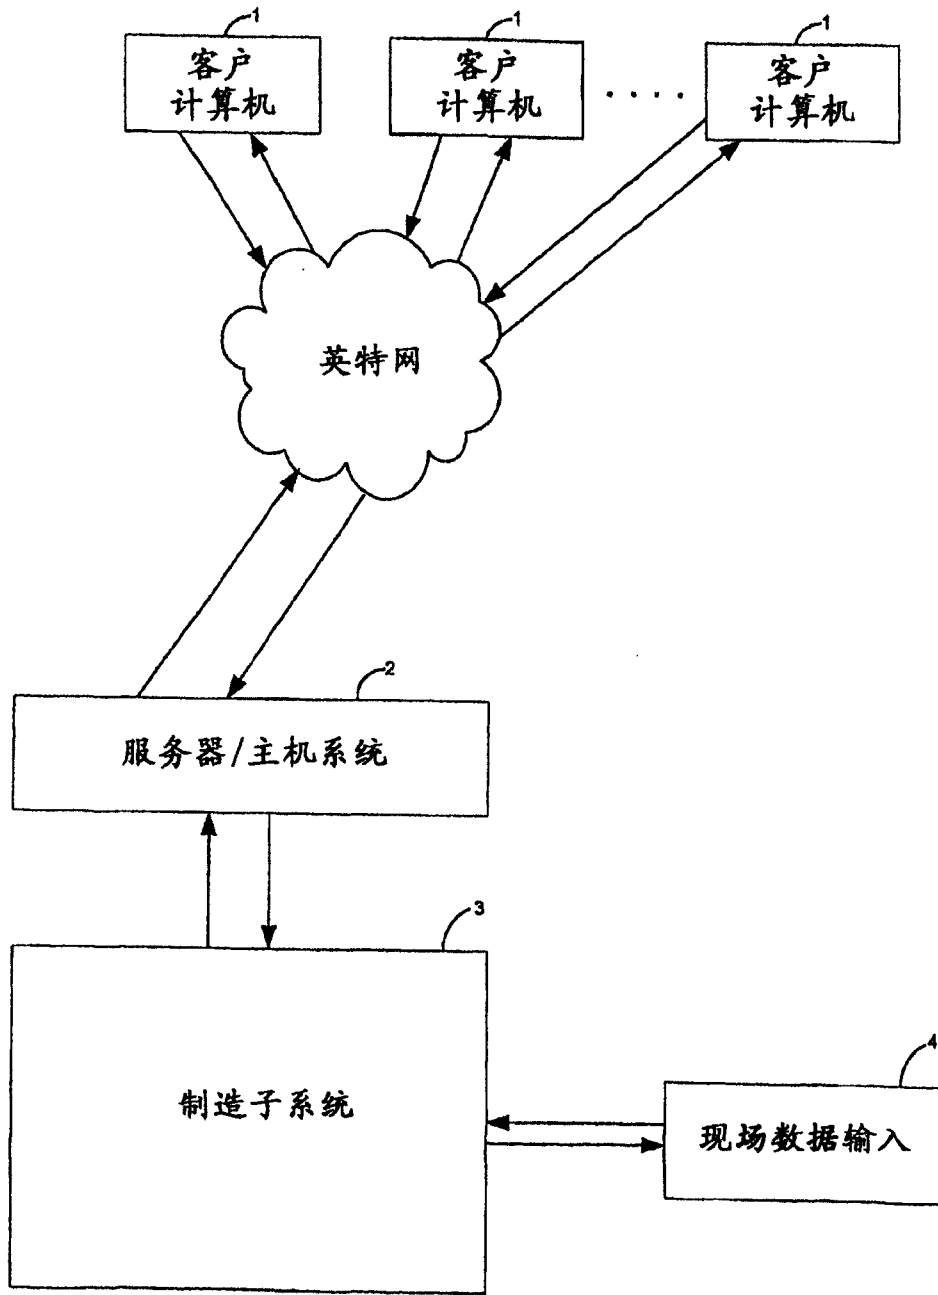 1
1
1
客户
计算机
客户
计算机
. . . . .
客户
计算机
英特网
2
服务器/主机系统
3
制造子系统
4
现场数据输入